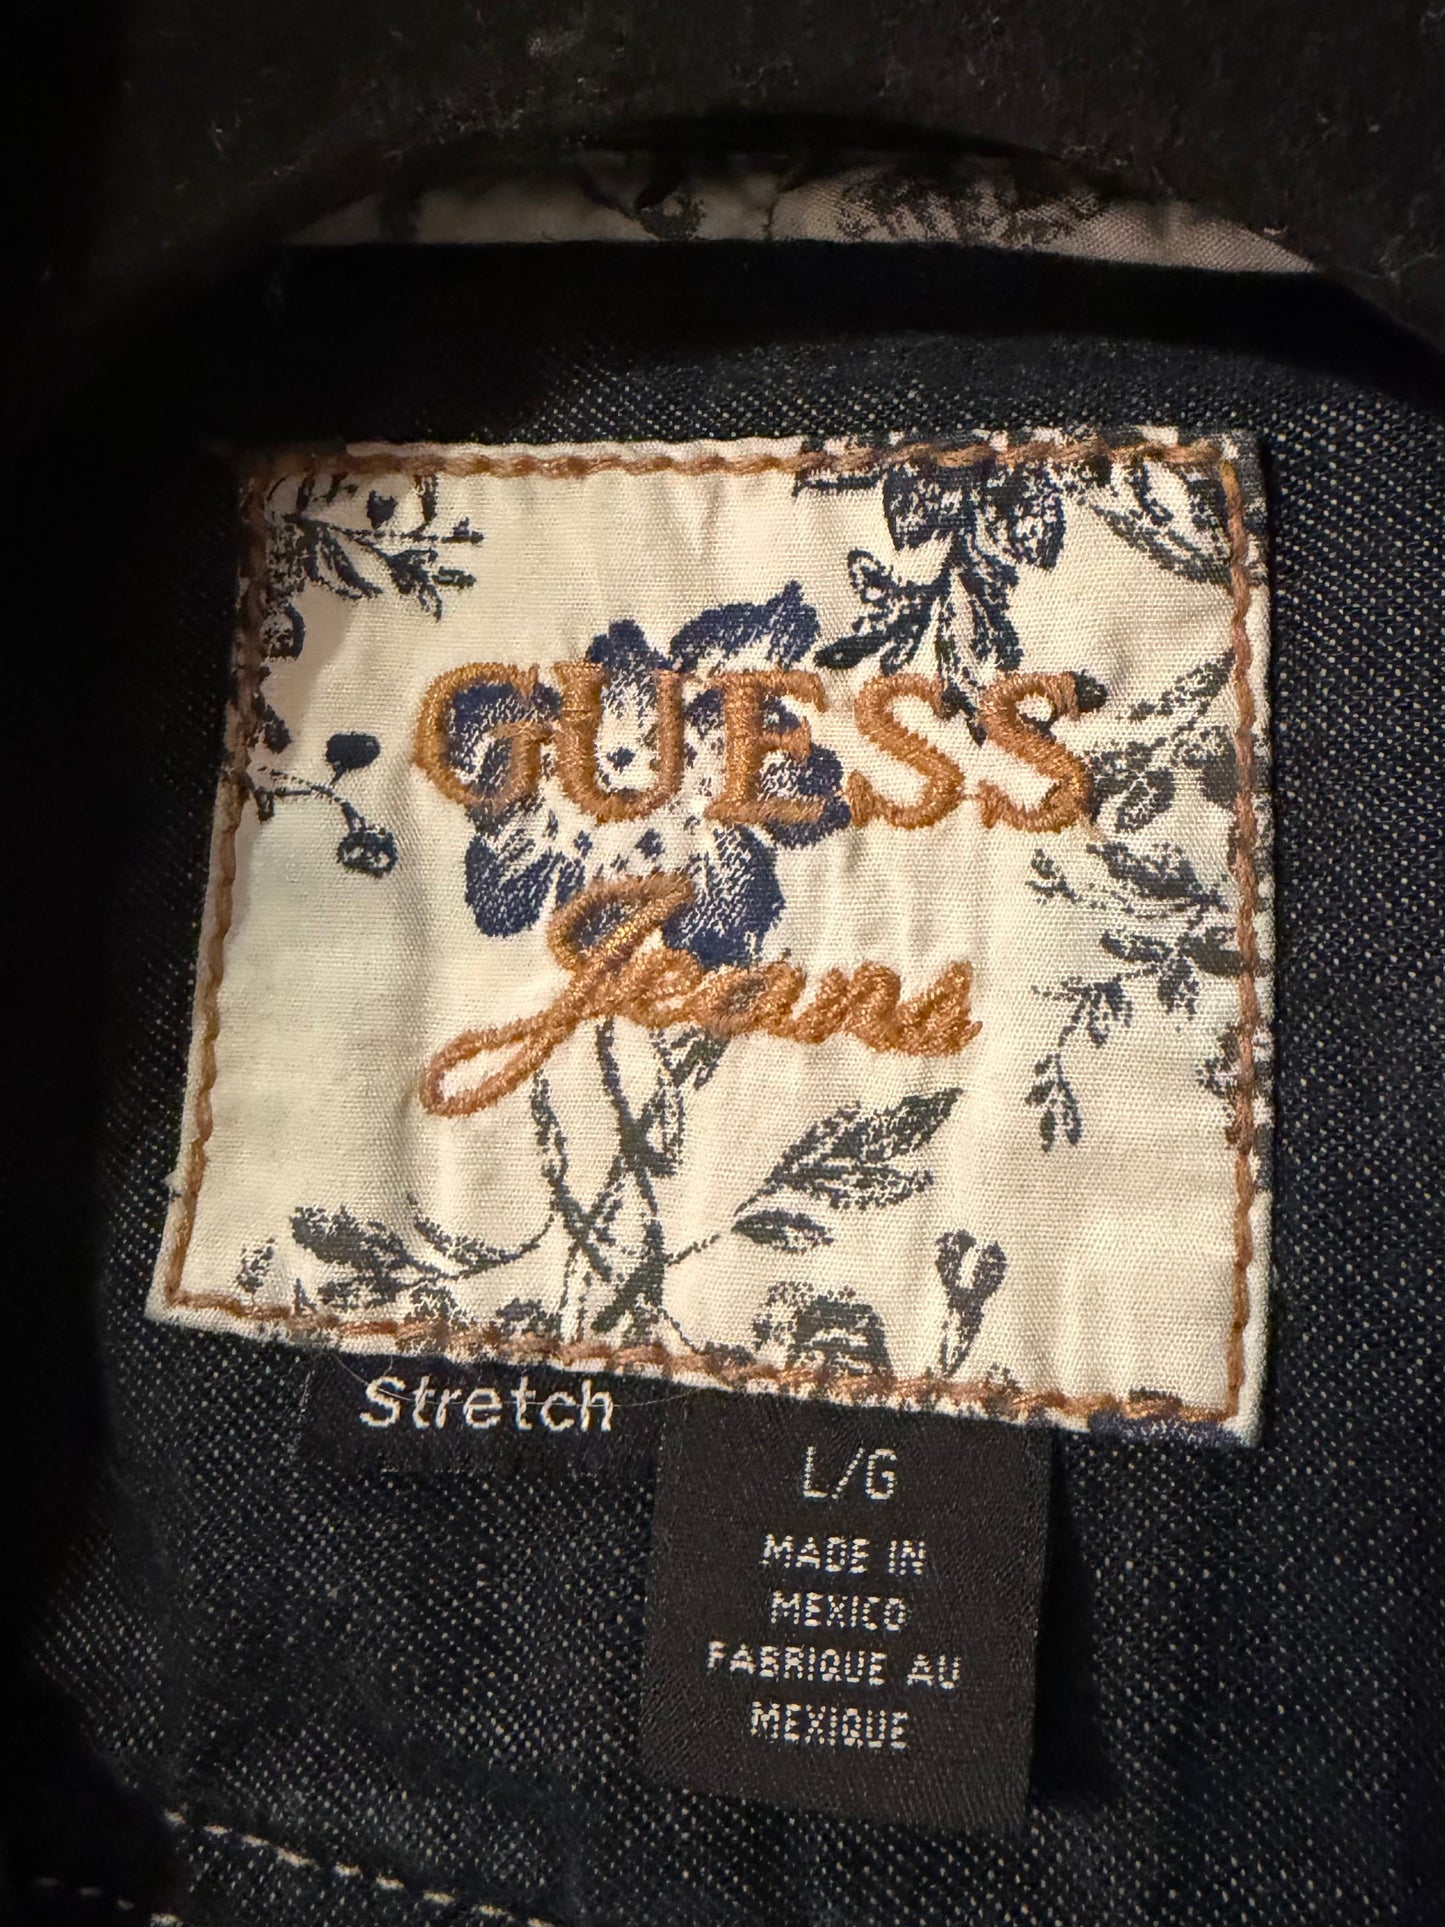 GUESS
Jeans
Stretch
L/G
MADE IN
MEXICO
FABRIQUE AU
MEXIQUE